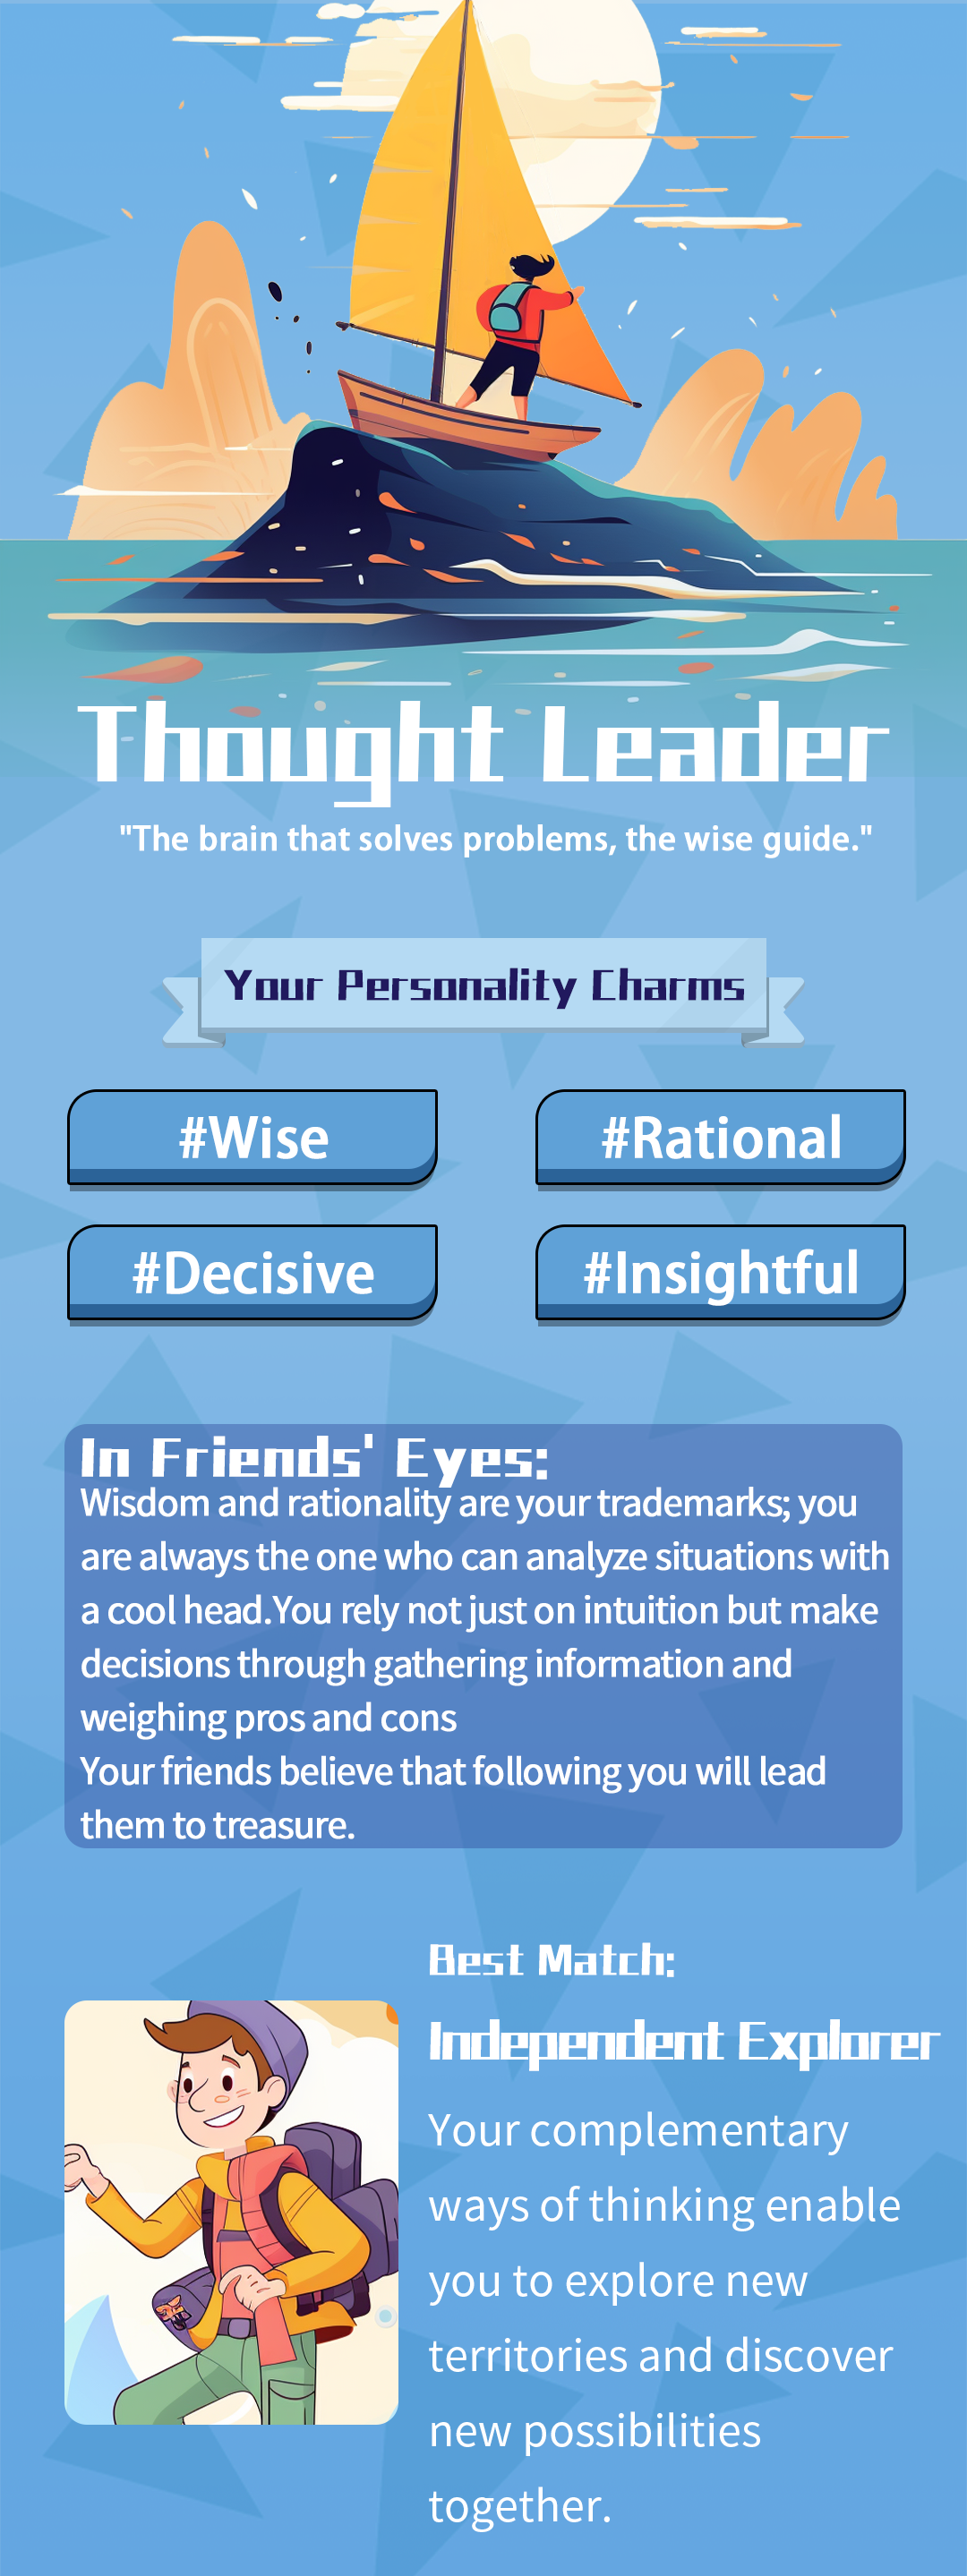 Thought Leader
"The brain that solves problems, the wise guide."
Your Personality Charms
#Wise
#Rational
#Decisive
#Insightful
In Friends' Eyes:
Wisdom and rationality are your trademarks; you
are always the one who can analyze situations with
a cool head.You rely not just on intuition but make
decisions through gathering information and
weighing pros and cons
Your friends believe that following you will lead
them to treasure.
Best Match:
Independent Explorer
Your complementary
ways of thinking enable
you to explore new
territories and discover
new possibilities
together.